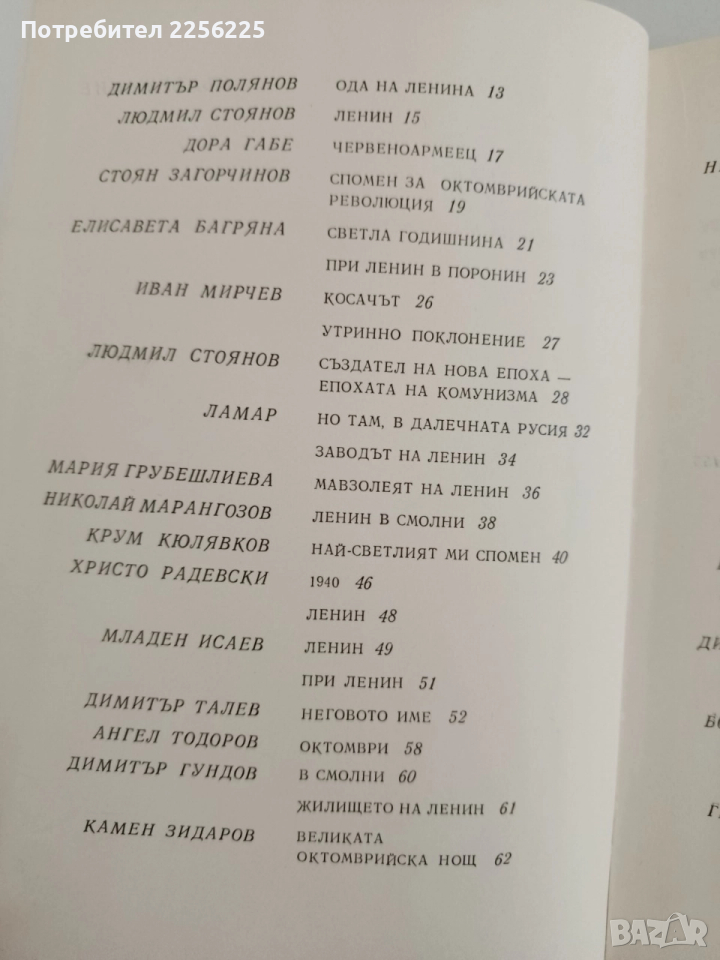 Потребител 2256225
ДИМИТЪР ПОЛЯНОВ ОДА НА ЛЕНИНА 13
ЛЮДМИЛ СТОЯНОВ ЛЕНИН 15
ДОРА ГАБЕ ЧЕРВЕНОАРМЕЕЦ 17
СТОЯН ЗАГОРЧИНОВ СПОМЕН ЗА ОКТОМВРИЙСКАТА
РЕВОЛЮЦИЯ 19
ЕЛИСАВЕТА БАГРЯНА СВЕТЛА ГОДИШНИНА 21
ПРИ ЛЕНИН В ПОРОНИН 23
ИВАН МИРЧЕВ КОСАЧЪТ 26
УТРИННО ПОКЛОНЕНИЕ 27
ЛЮДМИЛ СТОЯНОВ СЪЗДАТЕЛ НА НОВА ЕПОХА —
ЕПОХАТА НА КОМУНИЗМА 28
ЛАМАР НО ТАМ, В ДАЛЕЧНАТА РУСИЯ 32
ЗАВОДЪТ НА ЛЕНИН 34
МАРИЯ ГРУБЕШЛИЕВА МАВЗОЛЕЯТ НА ЛЕНИН 36
НИКОЛАЙ МАРАНГОЗОВ ЛЕНИН В СМОЛНИ 38
КРУМ КЮЛЯВКОВ НАЙ-СВЕТЛИЯТ МИ СПОМЕН 40
ХРИСТО РАДЕВСКИ 1940 46
ЛЕНИН 48
МЛАДЕН ИСАЕВ ЛЕНИН 49
ПРИ ЛЕНИН 51
ДИМИТЪР ТАЛЕВ НЕГОВОТО ИМЕ 52
АНГЕЛ ТОДОРОВ ОКТОМВРИ 58
ДИМИТЪР ГУНДОВ В СМОЛНИ 60
ЖИЛИЩЕТО НА ЛЕНИН 61
КАМЕН ЗИДАРОВ ВЕЛИКАТА
ОКТОМВРИЙСКА НОЩ 62
BAZAR